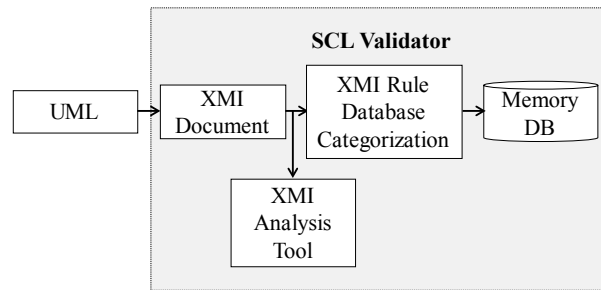 SCL Validator
UML
XMI
Document
XMI Rule
Database
Categorization
Memory
DB
XMI
Analysis
Tool